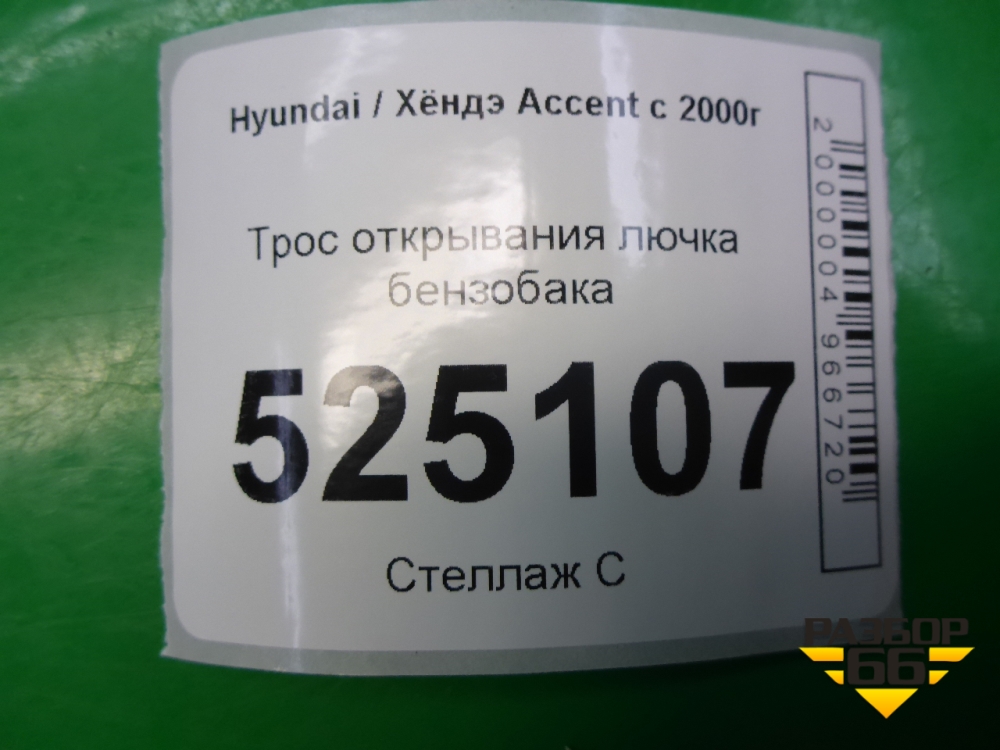 Hyundai / Хёндэ Accent с 2000г
Трос открывания лючка
бензобака
525107
Стеллаж С
2000004966720
РАЗБОР
66